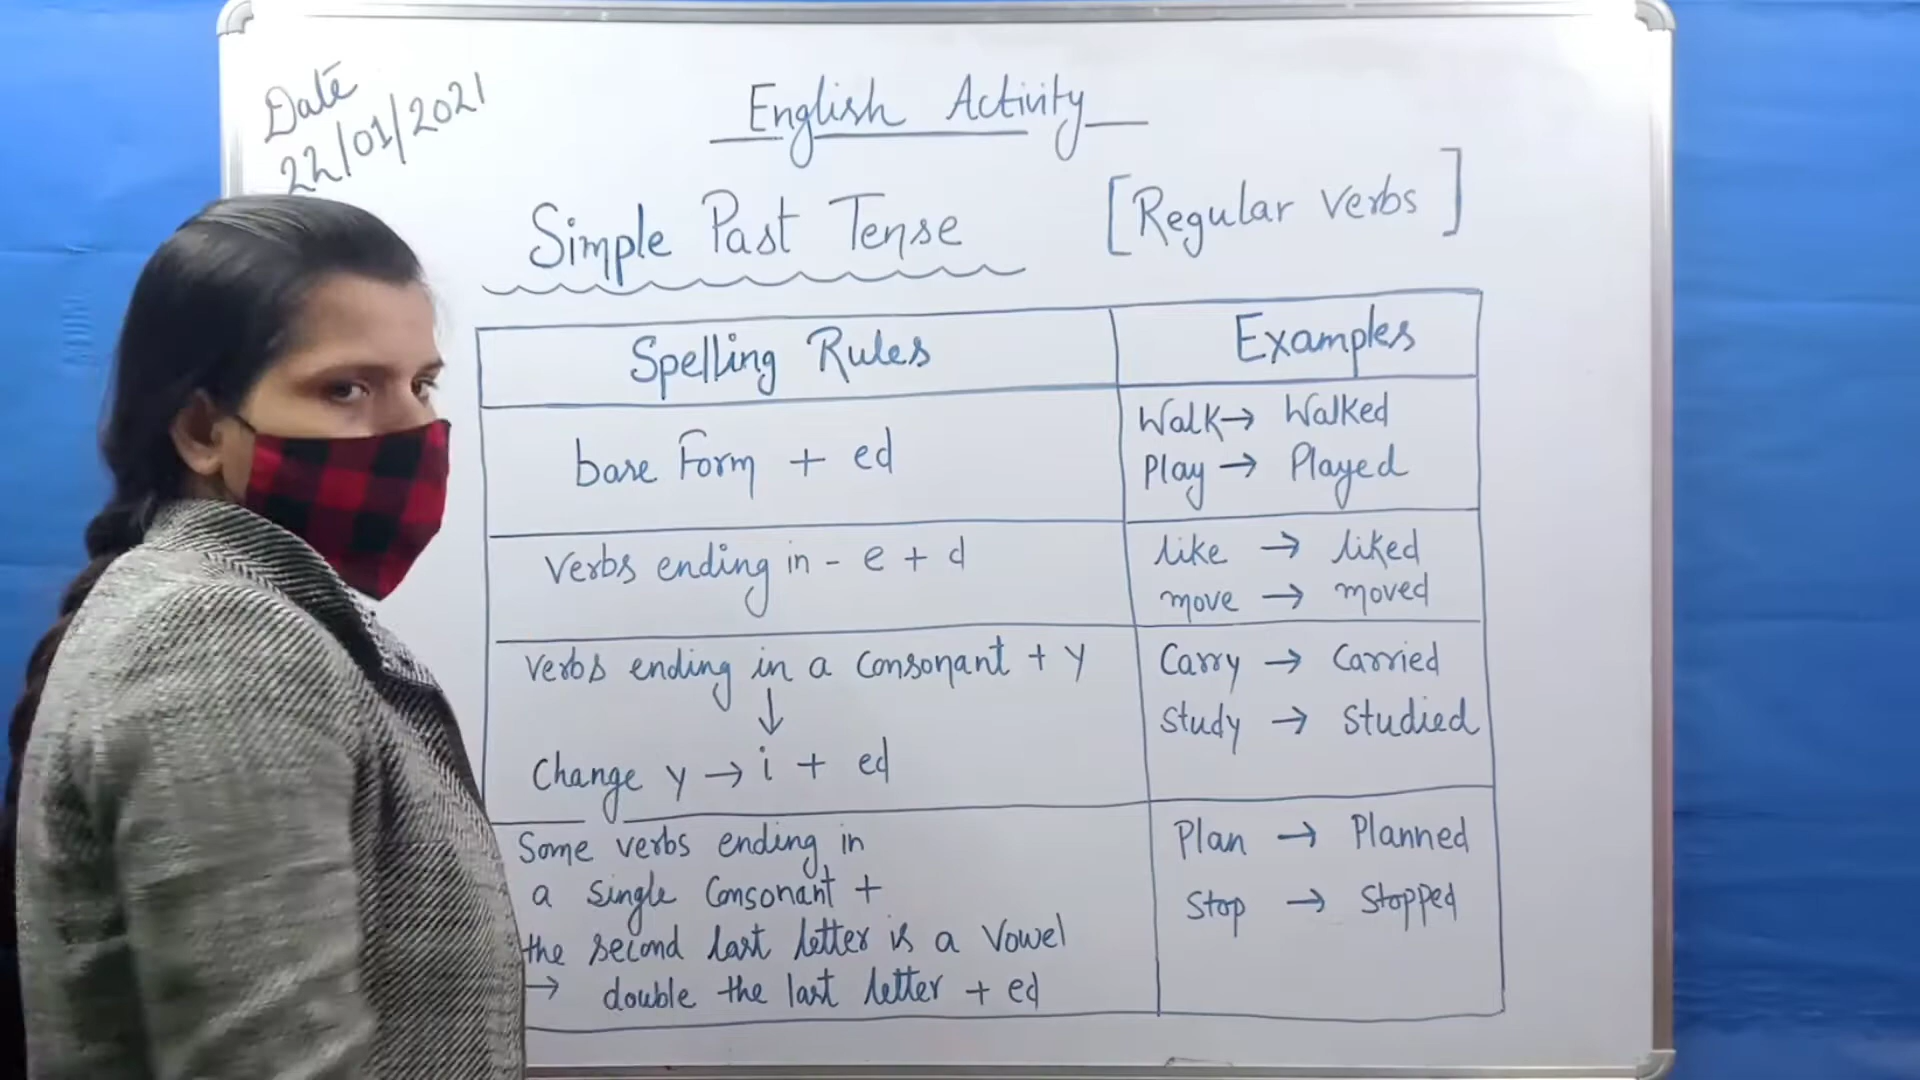 Date
22/01/2021
English Activity
Simple Past Tense [Regular verbs]
Spelling Rules
Examples
base Form + ed
Walk → Walked
Play → Played
Verbs ending in - e + d
like → liked
move → moved
Verbs ending in a Consonant + y
↓
Change y → i + ed
Carry → Carried
Study → Studied
Some verbs ending in
a single Consonant +
the second last letter is a Vowel
→ double the last letter + ed
Plan → Planned
Stop → Stopped